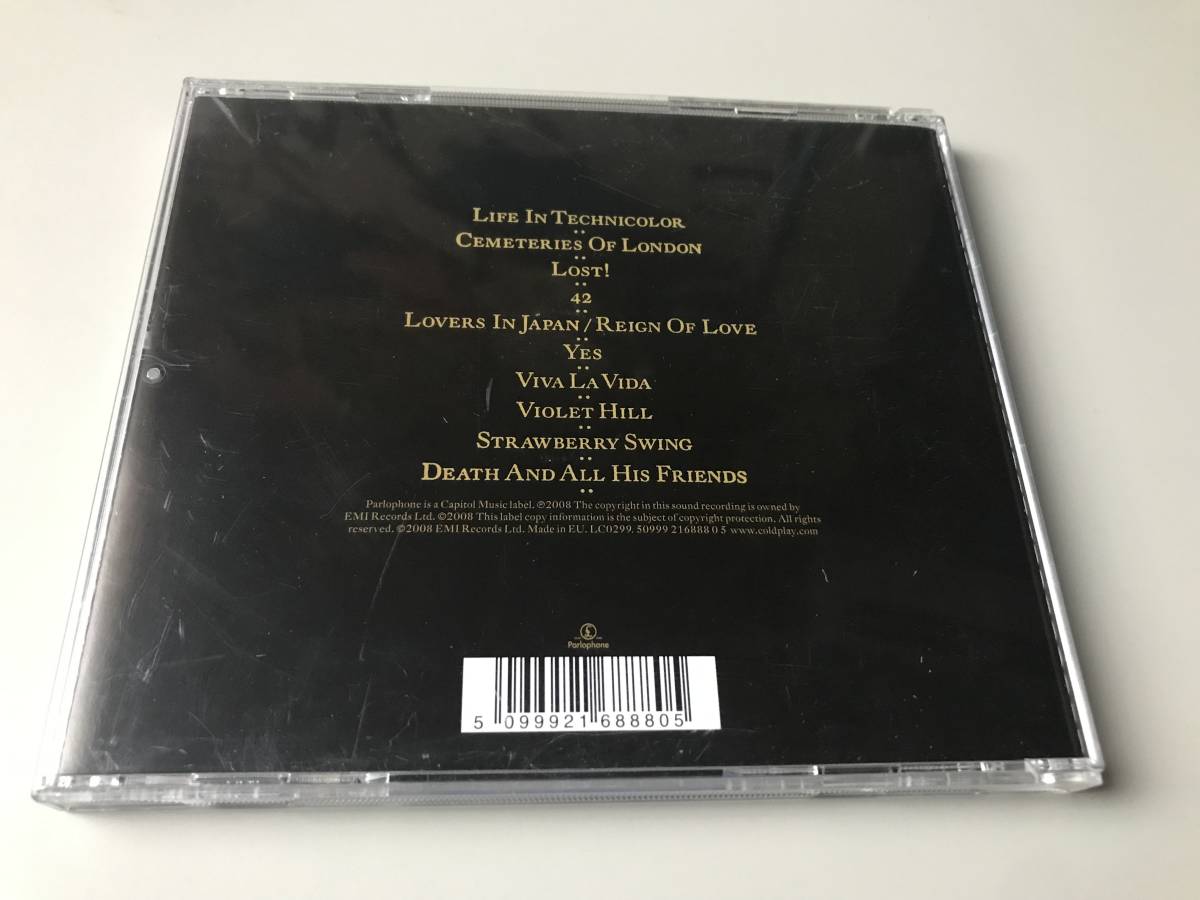 LIFE IN TECHNICOLOR
CEMETERIES OF LONDON
LOST!
42
LOVERS IN JAPAN / REIGN OF LOVE
YES
VIVA LA VIDA
VIOLET HILL
STRAWBERRY SWING
DEATH AND ALL HIS FRIENDS
Parlophone is a Capitol Music label. ℗2008 The copyright in this sound recording is owned by
EMI Records Ltd. ©2008 This label copy information is the subject of copyright protection. All rights
reserved. ©2008 EMI Records Ltd. Made in EU. LC0299. 50999 216888 0 5 www.coldplay.com
Parlophone
5 099921 688805